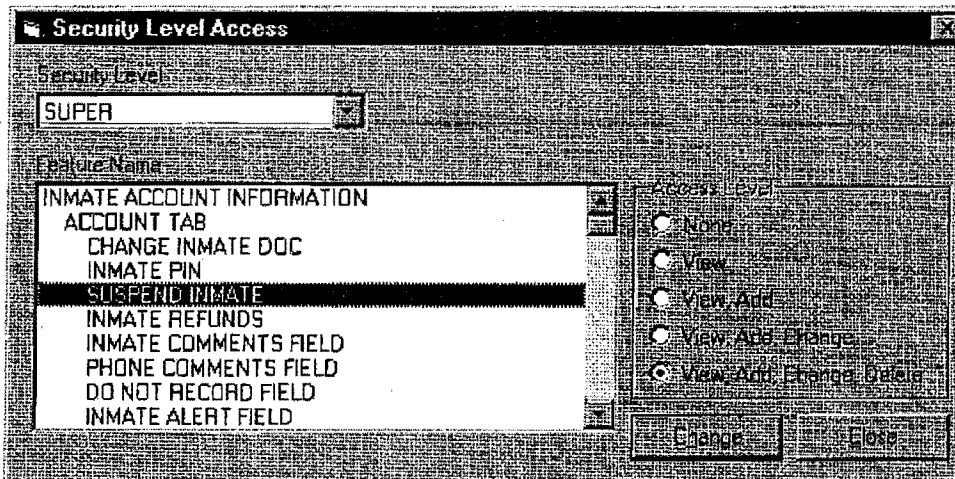 Security Level Access
Security Level
SUPER
Feature Name
INMATE ACCOUNT INFORMATION
ACCOUNT TAB
CHANGE INMATE DOC
INMATE PIN
SUSPEND INMATE
INMATE REFUNDS
INMATE COMMENTS FIELD
PHONE COMMENTS FIELD
DO NOT RECORD FIELD
INMATE ALERT FIELD
Access Level
None
View
View, Add
View, Add, Change
View, Add, Change, Delete
Change
Close